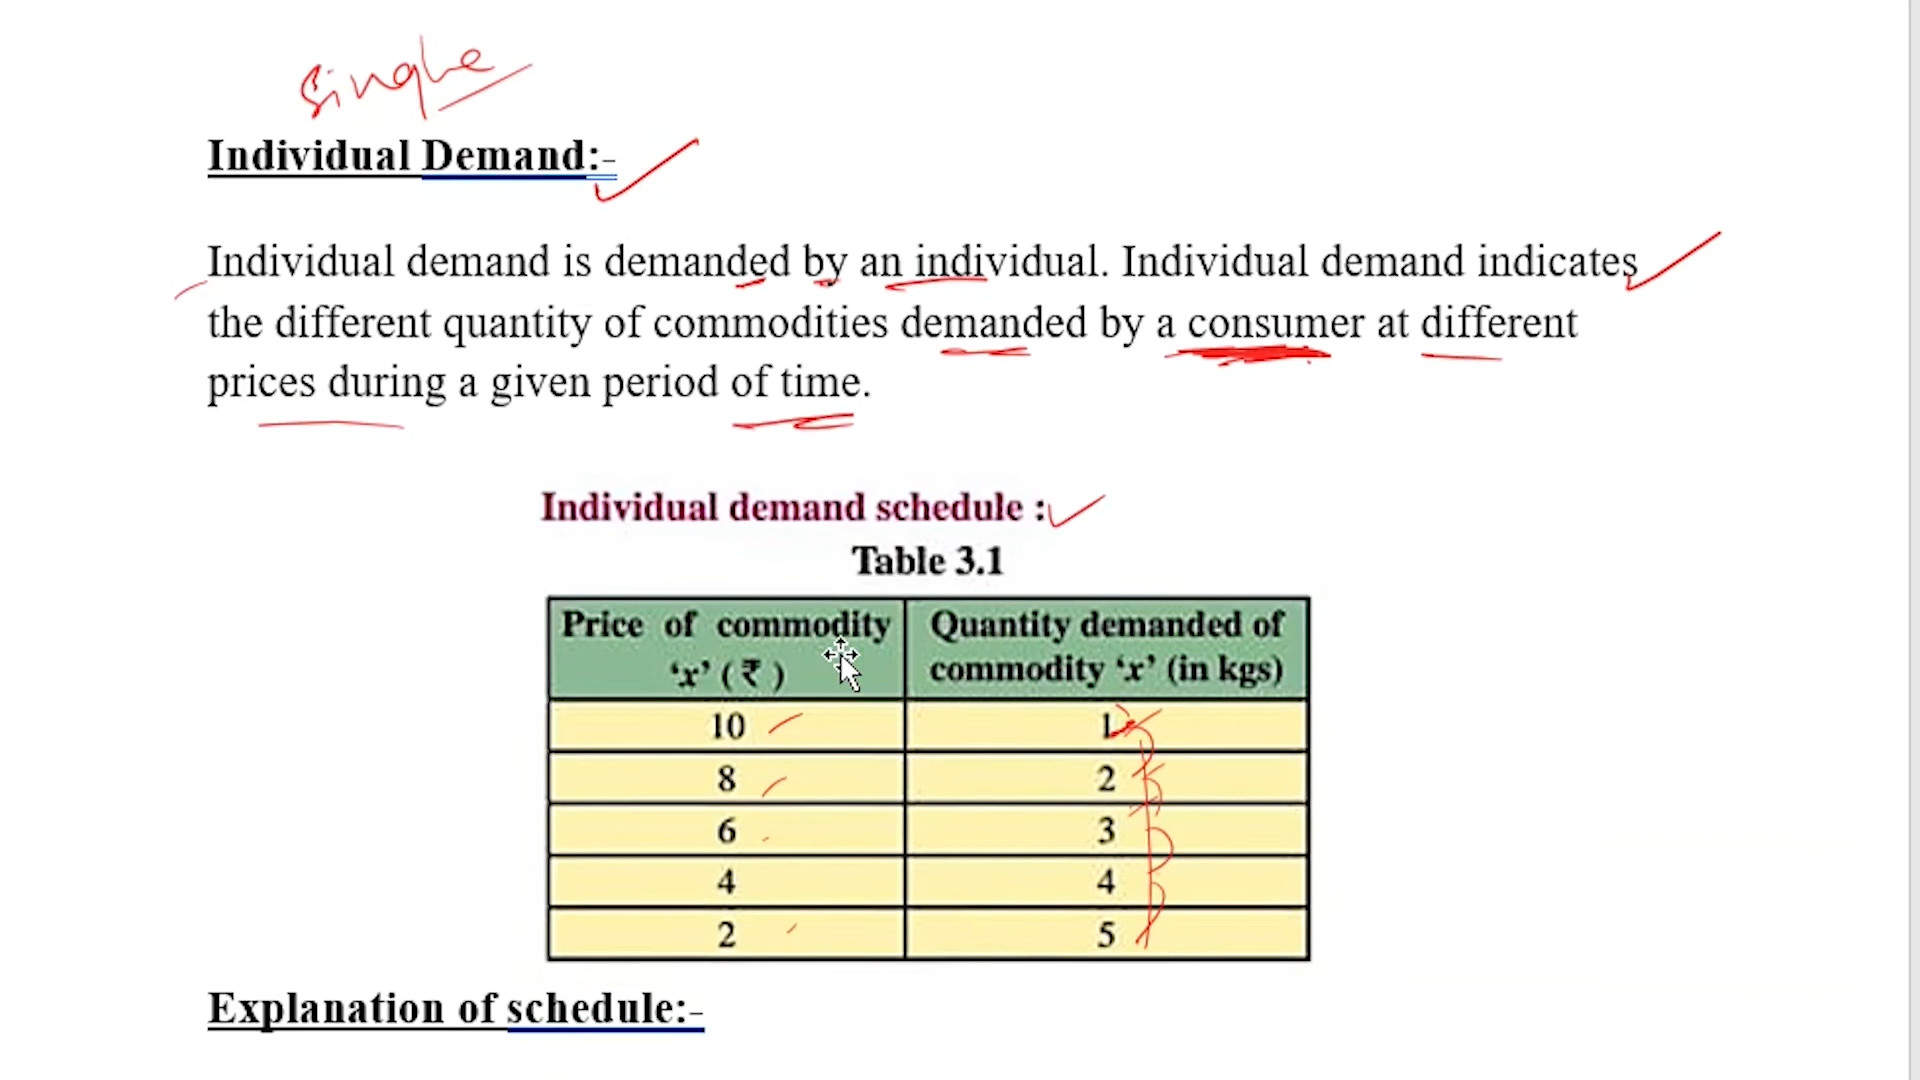 single
Individual Demand:-
Individual demand is demanded by an individual. Individual demand indicates
the different quantity of commodities demanded by a consumer at different
prices during a given period of time.
Individual demand schedule :
Table 3.1
Price of commodity
‘x’ ( ₹ )
Quantity demanded of
commodity ‘x’ (in kgs)
10 1
8 2
6 3
4 4
2 5
Explanation of schedule:-